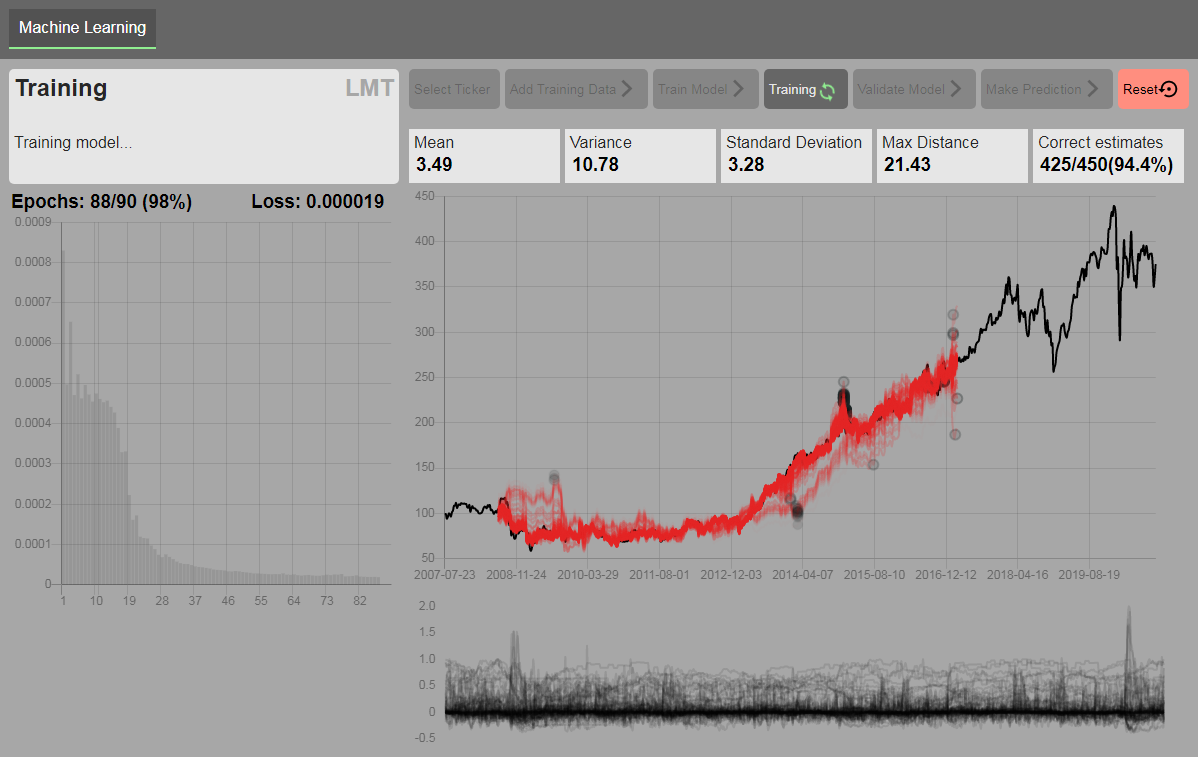 Machine Learning
Training
LMT
Training model...
Select Ticker
Add Training Data
Train Model
Training
Validate Model
Make Prediction
Reset
Mean
3.49
Variance
10.78
Standard Deviation
3.28
Max Distance
21.43
Correct estimates
425/450(94.4%)
Epochs: 88/90 (98%)
Loss: 0.000019
0.0009
0.0008
0.0007
0.0006
0.0005
0.0004
0.0003
0.0002
0.0001
0
1 10 19 28 37 46 55 64 73 82
450
400
350
300
250
200
150
100
50
2007-07-23 2008-11-24 2010-03-29 2011-08-01 2012-12-03 2014-04-07 2015-08-10 2016-12-12 2018-04-16 2019-08-19
2.0
1.5
1.0
0.5
0
-0.5